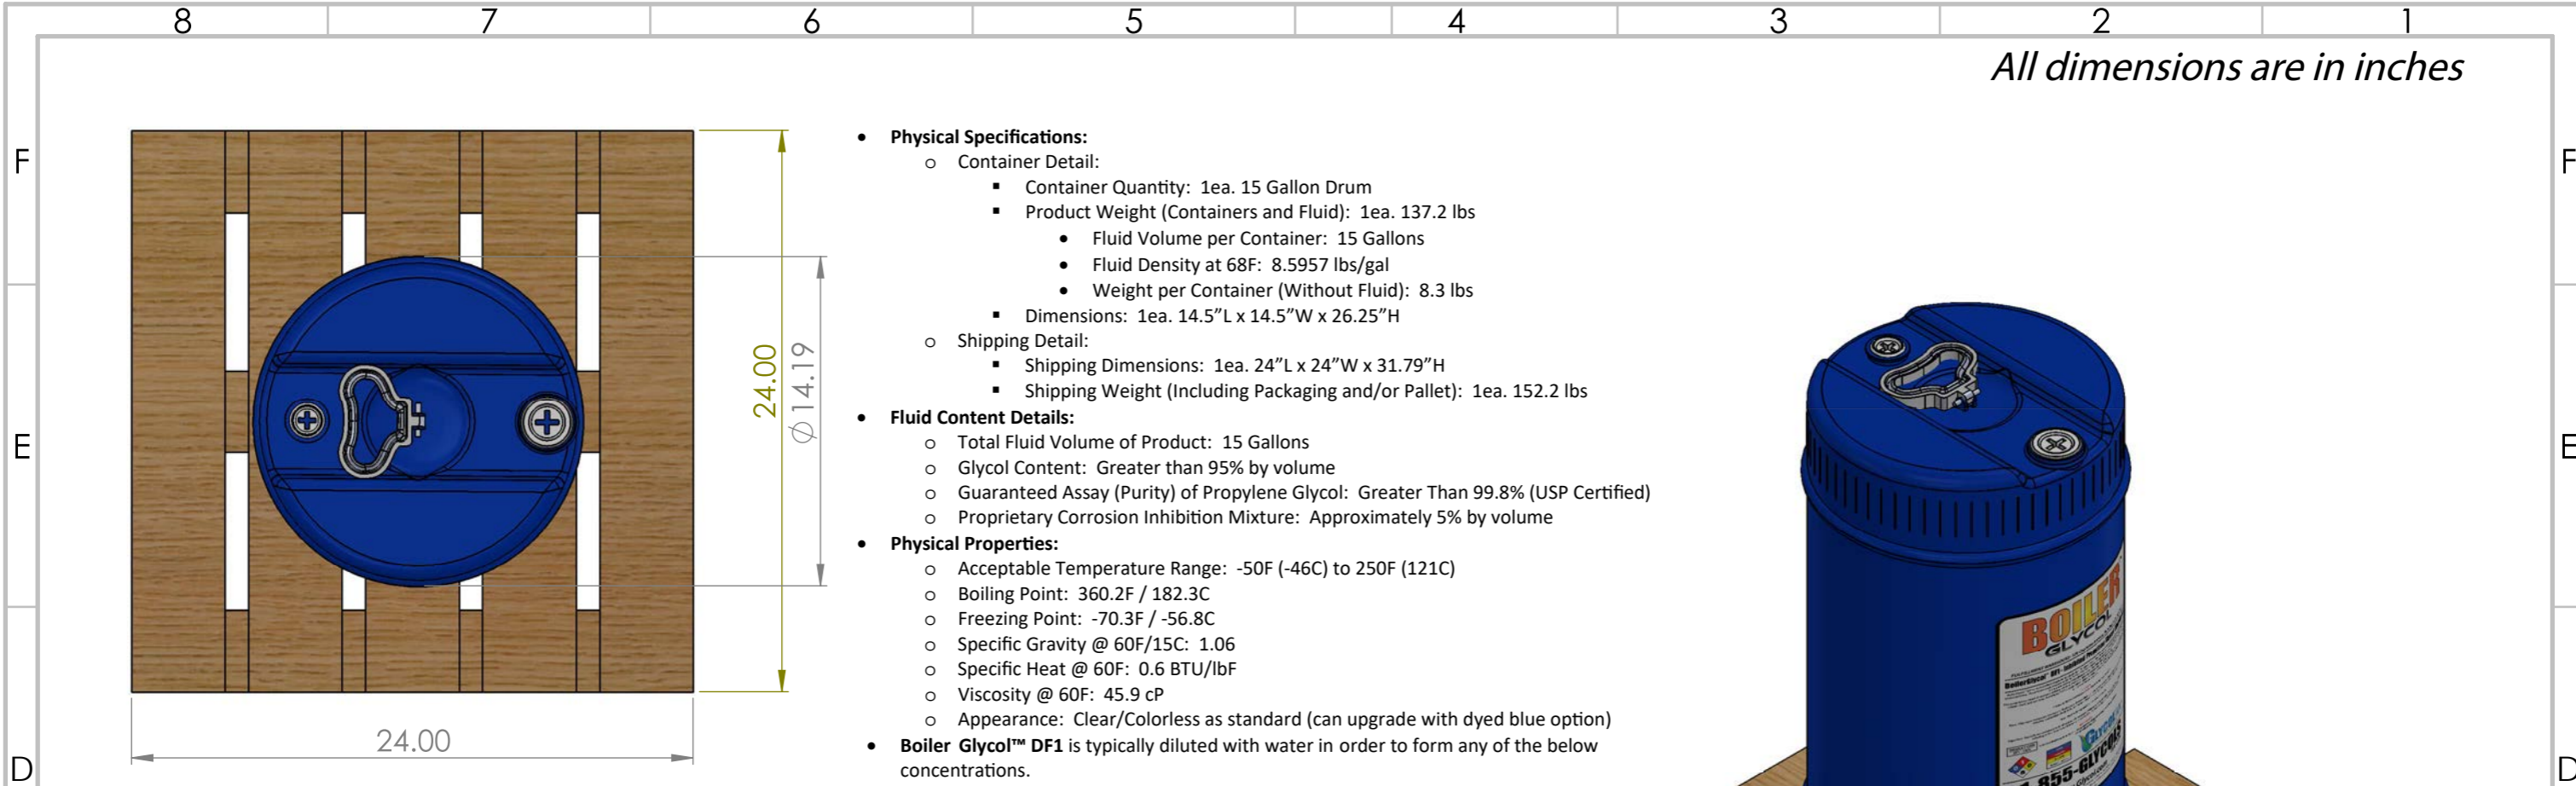 8 7 6 5 4 3 2 1
All dimensions are in inches
F
F
E
E
D
D
24.00
Ø14.19
24.00
• Physical Specifications:
o Container Detail:
▪ Container Quantity: 1ea. 15 Gallon Drum
▪ Product Weight (Containers and Fluid): 1ea. 137.2 lbs
• Fluid Volume per Container: 15 Gallons
• Fluid Density at 68F: 8.5957 lbs/gal
• Weight per Container (Without Fluid): 8.3 lbs
▪ Dimensions: 1ea. 14.5”L x 14.5”W x 26.25”H
o Shipping Detail:
▪ Shipping Dimensions: 1ea. 24”L x 24”W x 31.79”H
▪ Shipping Weight (Including Packaging and/or Pallet): 1ea. 152.2 lbs
• Fluid Content Details:
o Total Fluid Volume of Product: 15 Gallons
o Glycol Content: Greater than 95% by volume
o Guaranteed Assay (Purity) of Propylene Glycol: Greater Than 99.8% (USP Certified)
o Proprietary Corrosion Inhibition Mixture: Approximately 5% by volume
• Physical Properties:
o Acceptable Temperature Range: -50F (-46C) to 250F (121C)
o Boiling Point: 360.2F / 182.3C
o Freezing Point: -70.3F / -56.8C
o Specific Gravity @ 60F/15C: 1.06
o Specific Heat @ 60F: 0.6 BTU/lbF
o Viscosity @ 60F: 45.9 cP
o Appearance: Clear/Colorless as standard (can upgrade with dyed blue option)
• Boiler Glycol™ DF1 is typically diluted with water in order to form any of the below
concentrations.
BOILER
GLYCOL
855-GLYCOLS